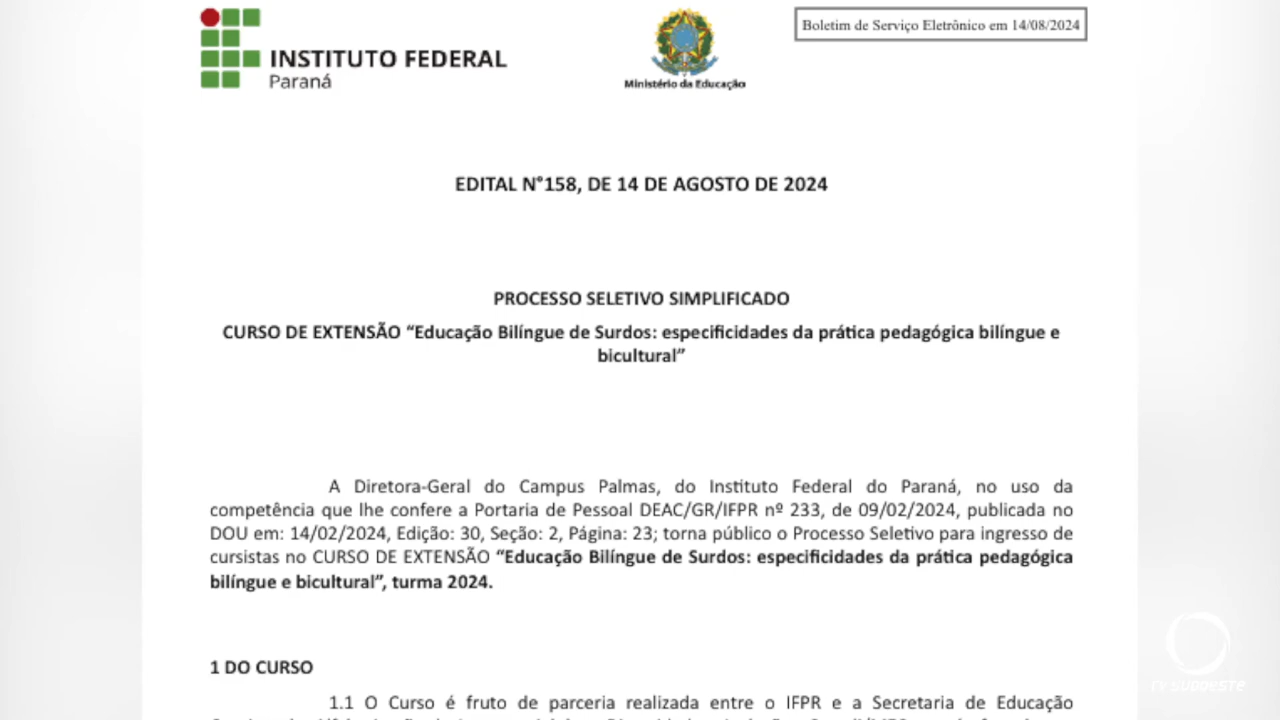 INSTITUTO FEDERAL
Paraná
Ministério da Educação
Boletim de Serviço Eletrônico em 14/08/2024
EDITAL N°158, DE 14 DE AGOSTO DE 2024
PROCESSO SELETIVO SIMPLIFICADO
CURSO DE EXTENSÃO “Educação Bilíngue de Surdos: especificidades da prática pedagógica bilíngue e
bicultural”
A Diretora-Geral do Campus Palmas, do Instituto Federal do Paraná, no uso da
competência que lhe confere a Portaria de Pessoal DEAC/GR/IFPR nº 233, de 09/02/2024, publicada no
DOU em: 14/02/2024, Edição: 30, Seção: 2, Página: 23; torna público o Processo Seletivo para ingresso de
cursistas no CURSO DE EXTENSÃO “Educação Bilíngue de Surdos: especificidades da prática pedagógica
bilíngue e bicultural”, turma 2024.
1 DO CURSO
1.1 O Curso é fruto de parceria realizada entre o IFPR e a Secretaria de Educação
TV SUDOESTE